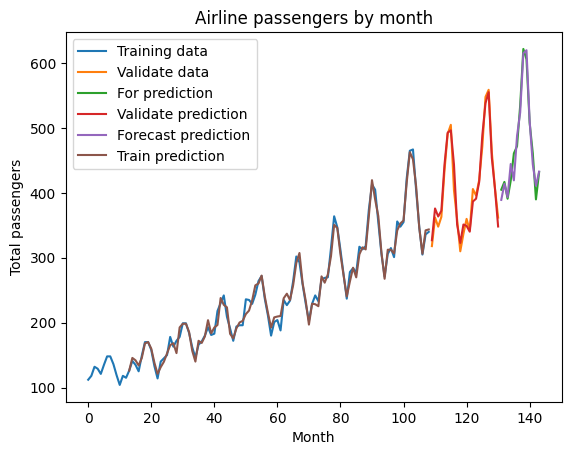 Airline passengers by month
Training data
Validate data
For prediction
Validate prediction
Forecast prediction
Train prediction
Total passengers
600
500
400
300
200
100
0
20
40
60
80
100
120
140
Month